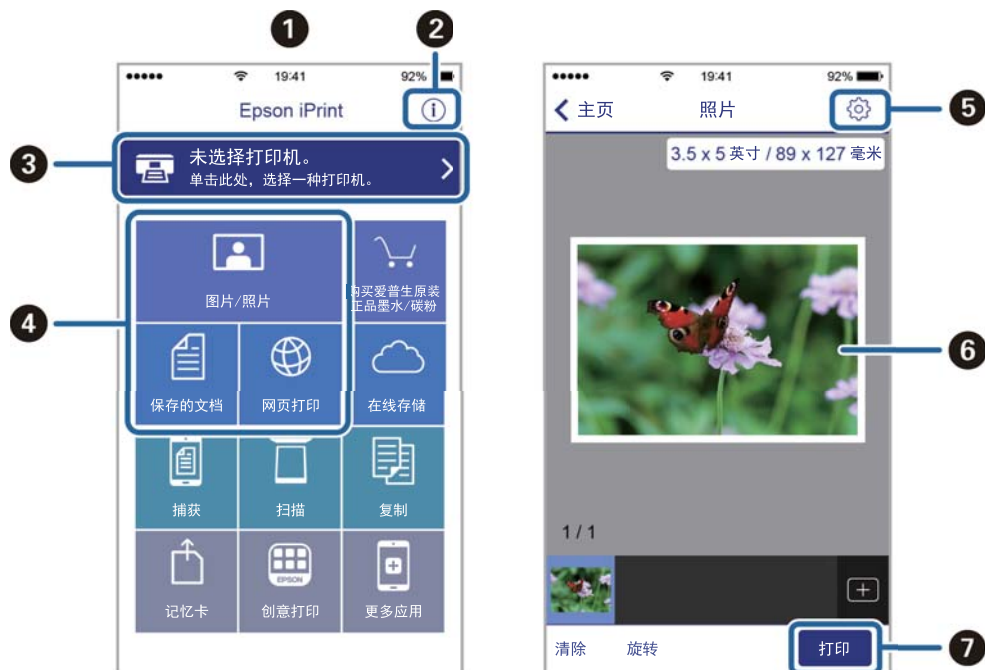 1
2
19:41
92%
Epson iPrint
3
未选择打印机。
单击此处，选择一种打印机。
4
图片/照片
购买爱普生原装
正品墨水/碳粉
保存的文档
网页打印
在线存储
捕获
扫描
复制
EPSON
记忆卡
创意打印
更多应用
19:41
92%
主页
照片
5
3.5 x 5 英寸 / 89 x 127 毫米
6
1 / 1
清除
旋转
打印
7